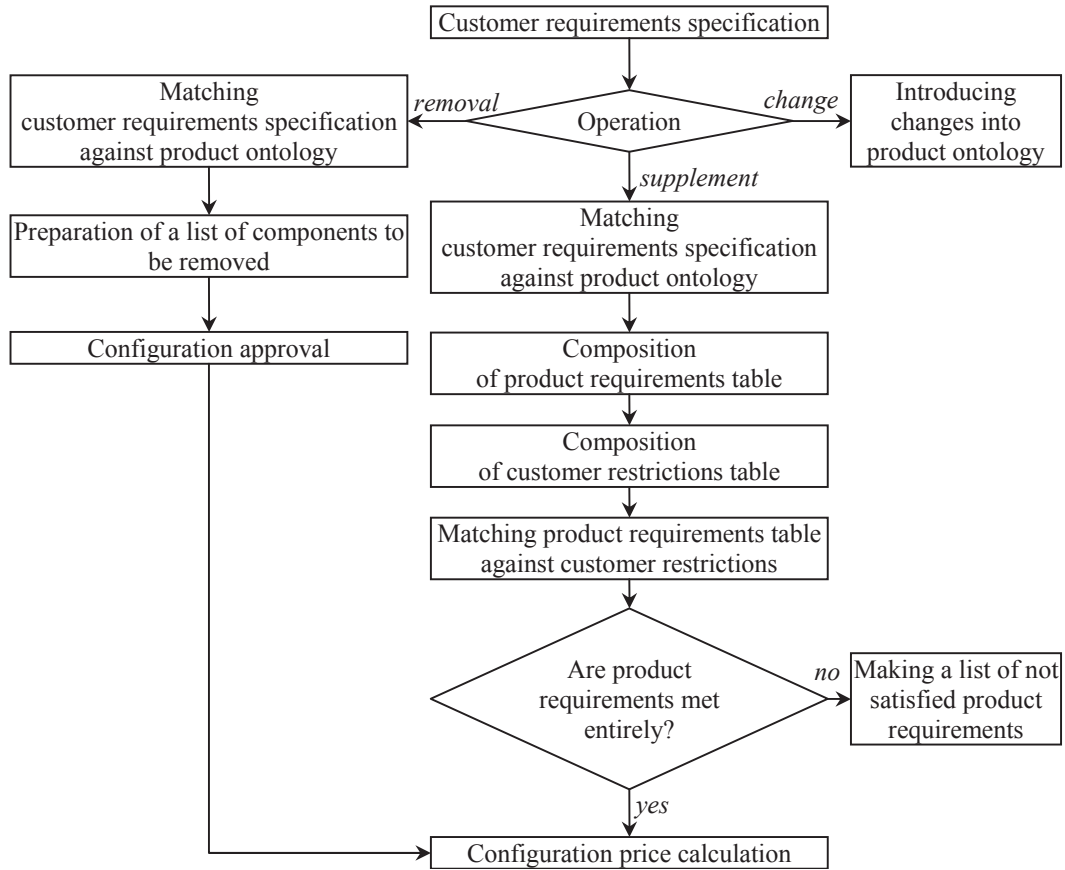 Customer requirements specification
Matching
customer requirements specification
against product ontology
removal
Operation
change
Introducing
changes into
product ontology
supplement
Preparation of a list of components to
be removed
Matching
customer requirements specification
against product ontology
Configuration approval
Composition
of product requirements table
Composition
of customer restrictions table
Matching product requirements table
against customer restrictions
Are product
requirements met
entirely?
no
Making a list of not
satisfied product
requirements
yes
Configuration price calculation